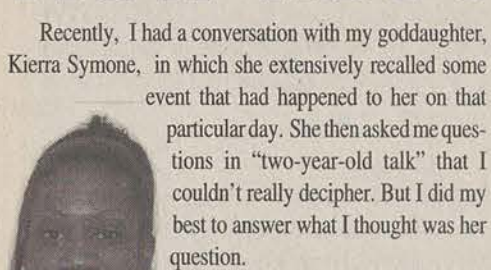 Recently, I had a conversation with my goddaughter,
Kierra Symone, in which she extensively recalled some
event that had happened to her on that
particular day. She then asked me ques-
tions in “two-year-old talk” that I
couldn’t really decipher. But I did my
best to answer what I thought was her
question.